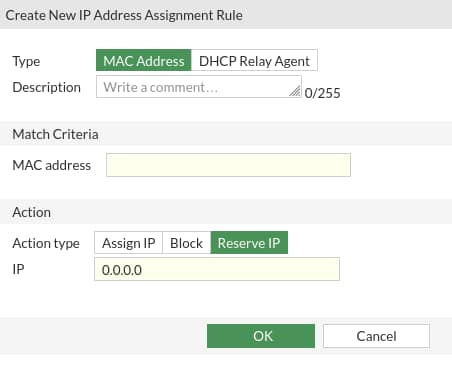 Create New IP Address Assignment Rule
Type MAC Address DHCP Relay Agent
Description Write a comment... 0/255
Match Criteria
MAC address
Action
Action type Assign IP Block Reserve IP
IP 0.0.0.0
OK Cancel